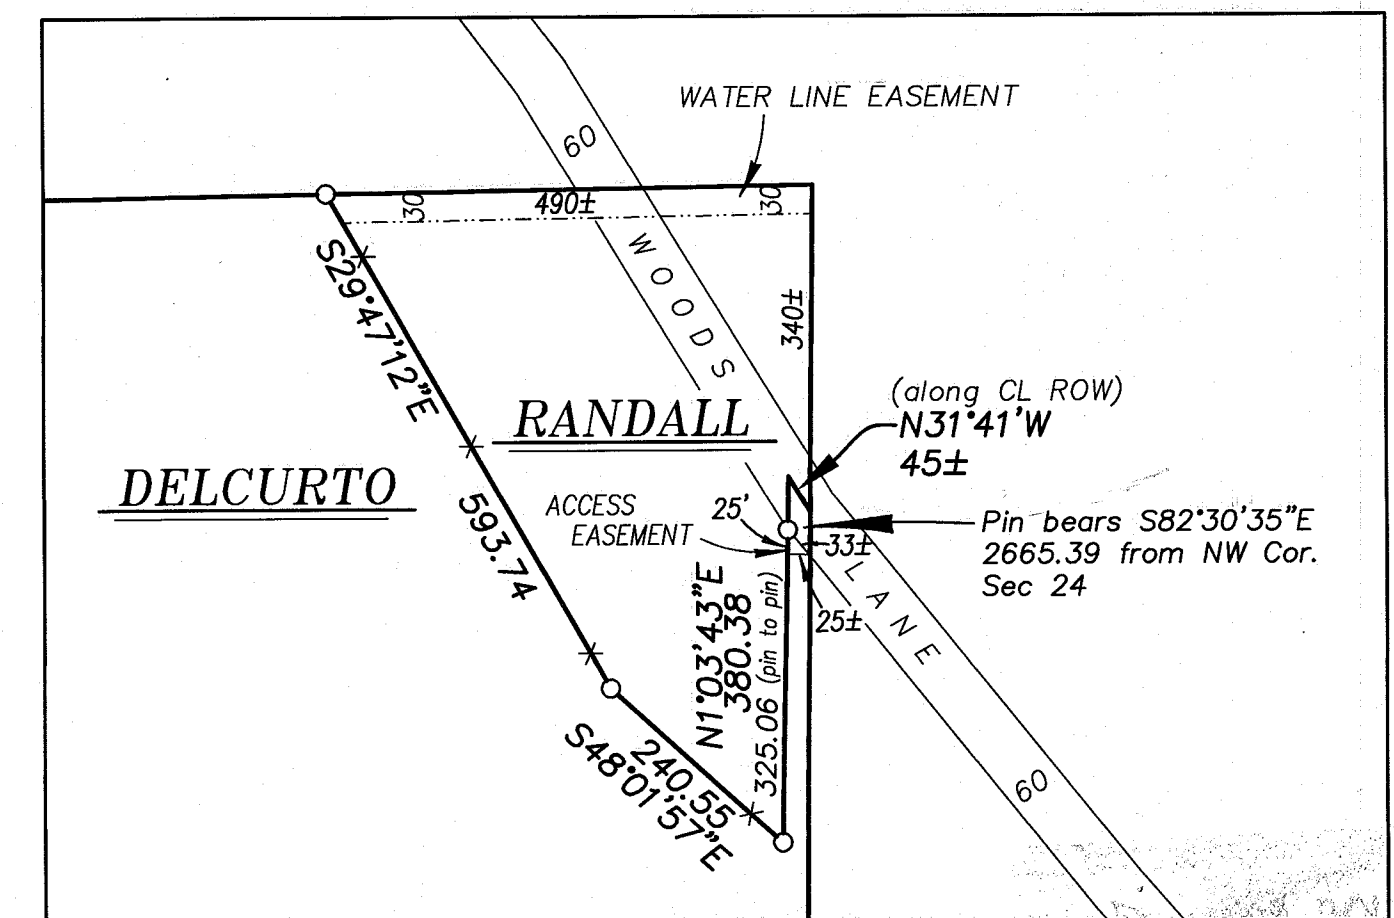 WATER LINE EASEMENT
60
30
490±
30
S29°47'12"E
WOODS
340±
(along CL ROW)
N31°41'W
45±
RANDALL
DELCURTO
593.74
ACCESS
EASEMENT
25'
33±
Pin bears S82°30'35"E
2665.39 from NW Cor.
Sec 24
LANE
25±
N1°03'43"E
380.38
325.06 (pin to pin)
240.55
S48°01'57"E
60